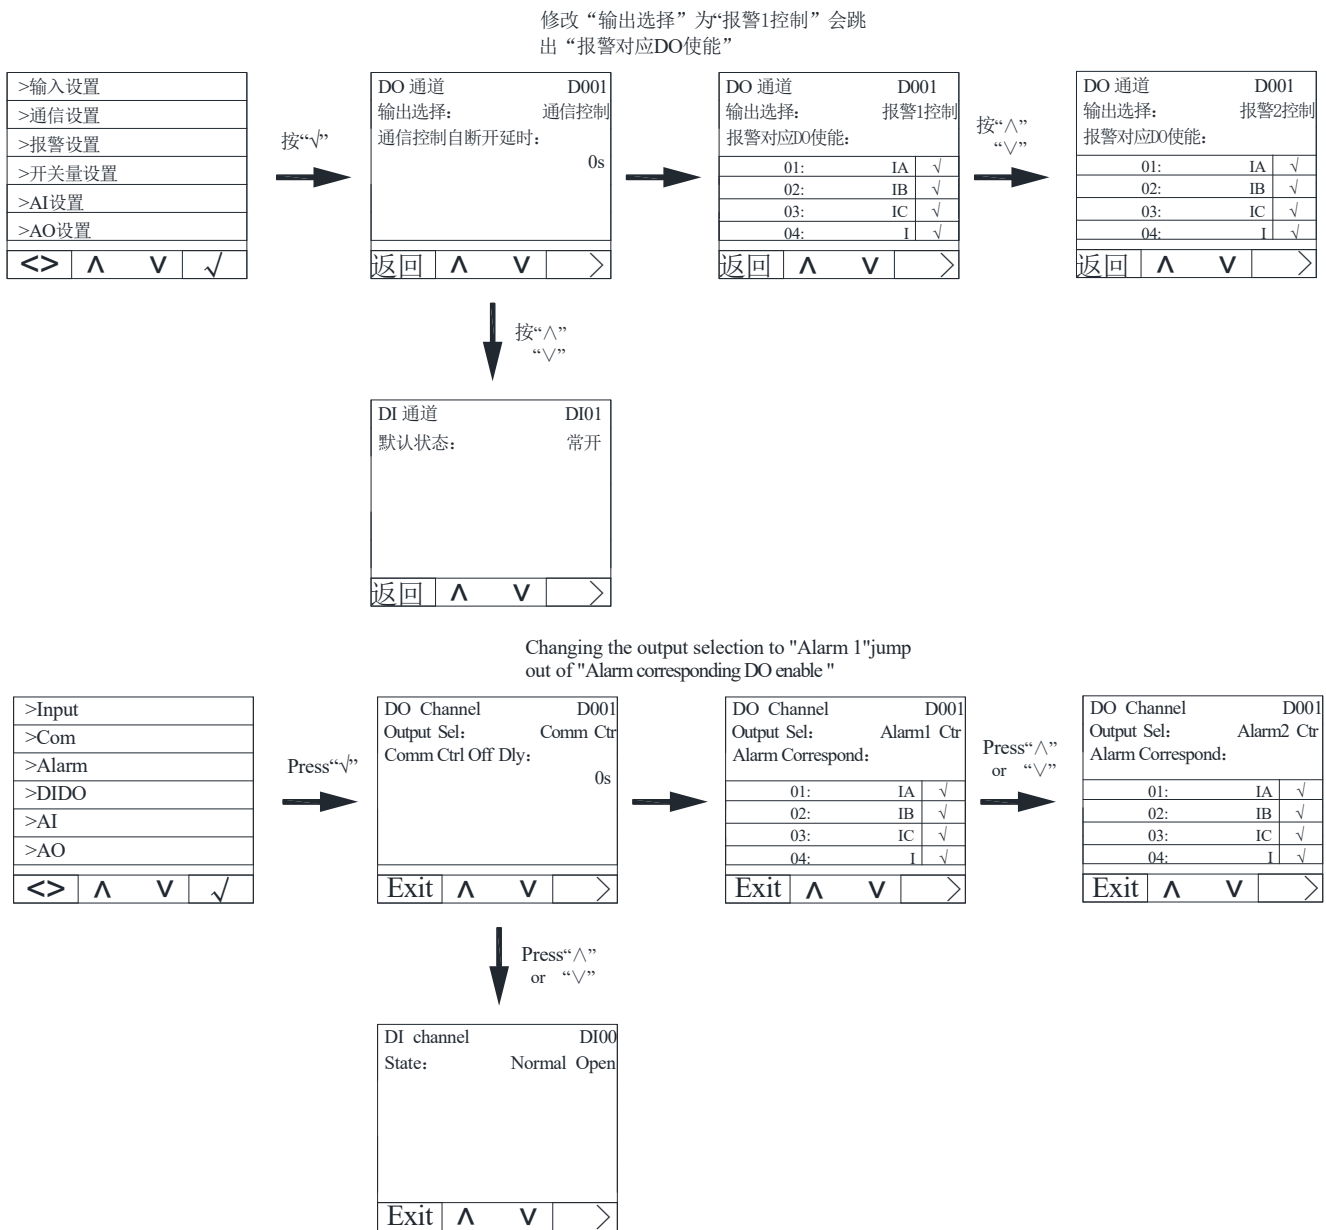 修改“输出选择”为“报警1控制”会跳
出“报警对应DO使能”
>输入设置
>通信设置
>报警设置
>开关量设置
>AI设置
>AO设置
<> ∧ ∨ √
按“√”
DO 通道 D001
输出选择： 通信控制
通信控制自断开延时：
0s
返回 ∧ ∨ >
DO 通道 D001
输出选择： 报警1控制
报警对应DO使能：
01: IA √
02: IB √
03: IC √
04: I √
返回 ∧ ∨ >
按“∧”
“∨”
DO 通道 D001
输出选择： 报警2控制
报警对应DO使能：
01: IA √
02: IB √
03: IC √
04: I √
返回 ∧ ∨ >
按“∧”
“∨”
DI 通道 DI01
默认状态： 常开
返回 ∧ ∨ >
Changing the output selection to "Alarm 1"jump
out of "Alarm corresponding DO enable "
>Input
>Com
>Alarm
>DIDO
>AI
>AO
<> ∧ ∨ √
Press“√”
DO Channel D001
Output Sel： Comm Ctr
Comm Ctrl Off Dly：
0s
Exit ∧ ∨ >
DO Channel D001
Output Sel： Alarm1 Ctr
Alarm Correspond：
01: IA √
02: IB √
03: IC √
04: I √
Exit ∧ ∨ >
Press“∧”
or “∨”
DO Channel D001
Output Sel： Alarm2 Ctr
Alarm Correspond：
01: IA √
02: IB √
03: IC √
04: I √
Exit ∧ ∨ >
Press“∧”
or “∨”
DI channel DI00
State： Normal Open
Exit ∧ ∨ >